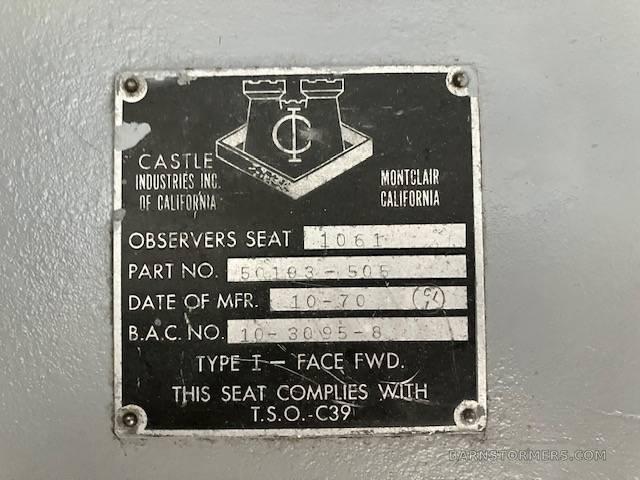 CASTLE
INDUSTRIES INC.
OF CALIFORNIA
MONTCLAIR
CALIFORNIA
OBSERVERS SEAT 1061
PART NO. 50193-505
DATE OF MFR. 10-70
B.A.C. NO. 10-3095-8
TYPE I - FACE FWD.
THIS SEAT COMPLIES WITH
T.S.O.-C39
BARNSTORMERS.COM